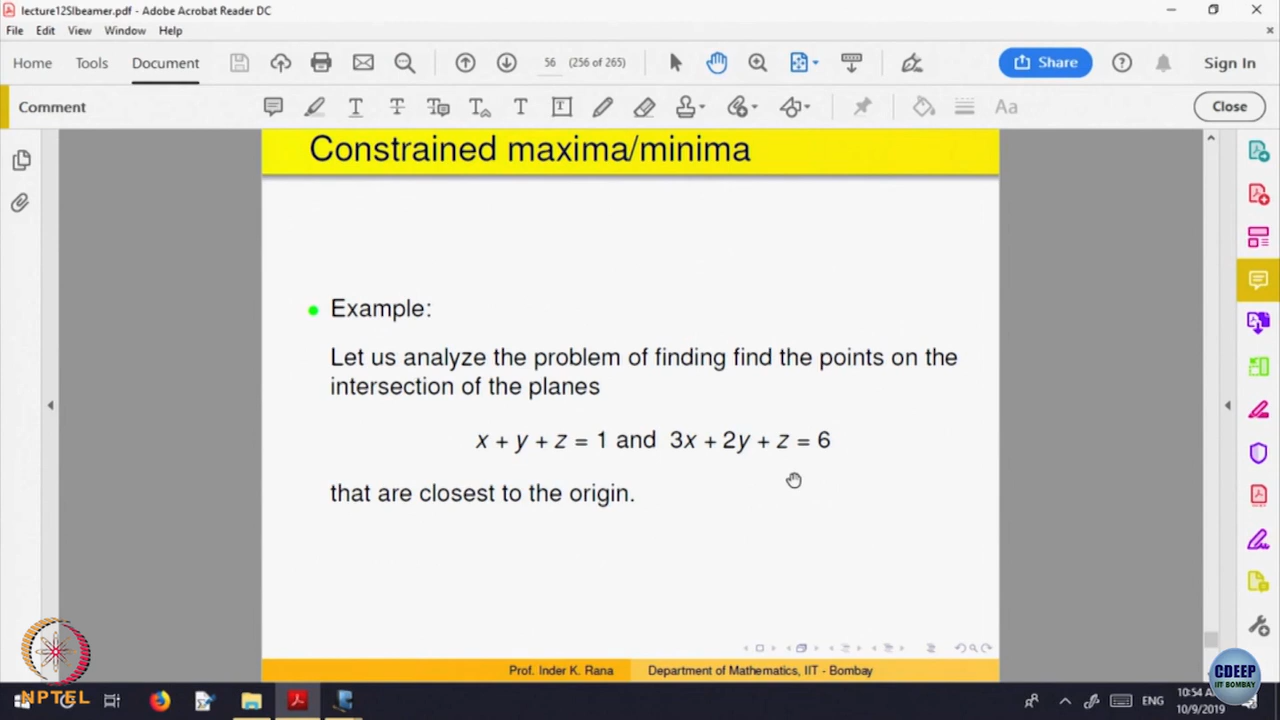 lecture12Slbeamer.pdf - Adobe Acrobat Reader DC
File Edit View Window Help
Home Tools Document 56 (256 of 265) Share Sign In
Comment Aa Close
Constrained maxima/minima
Example:
Let us analyze the problem of finding find the points on the
intersection of the planes
x + y + z = 1 and 3x + 2y + z = 6
that are closest to the origin.
Prof. Inder K. Rana Department of Mathematics, IIT - Bombay
NPTEL
ENG
10:54
10/9/2019
CDEEP
IIT BOMBAY